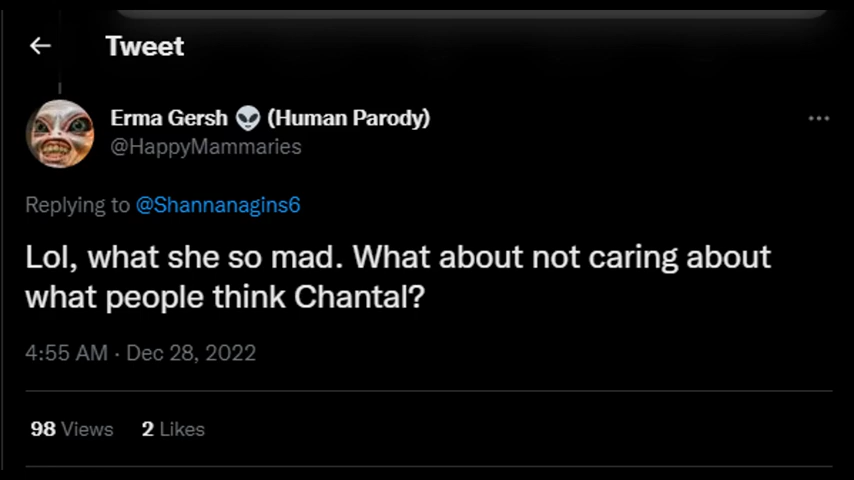 Tweet
Erma Gersh 👽 (Human Parody)
@HappyMammaries
Replying to @Shannanagins6
Lol, what she so mad. What about not caring about
what people think Chantal?
4:55 AM · Dec 28, 2022
98 Views 2 Likes